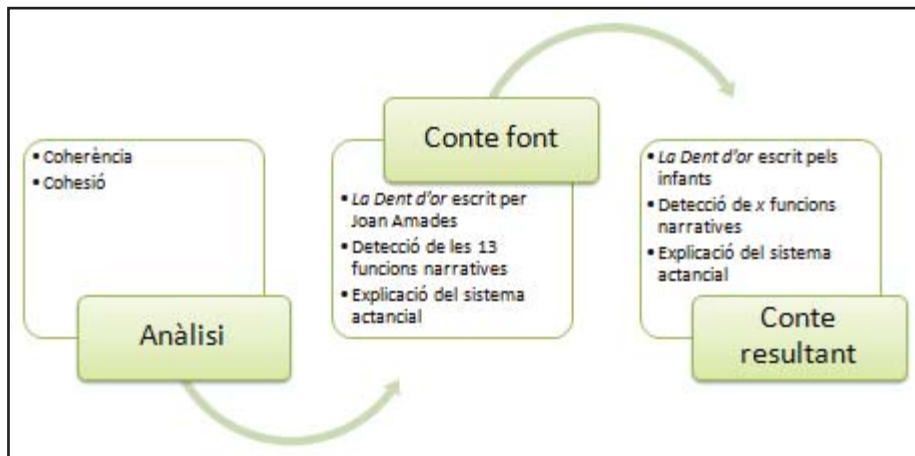 ▪ Coherència
▪ Cohesió
Anàlisi
Conte font
▪ La Dent d'or escrit per
Joan Amades
▪ Detecció de les 13
funcions narratives
▪ Explicació del sistema
actancial
▪ La Dent d'or escrit pels
infants
▪ Detecció de x funcions
narratives
▪ Explicació del sistema
actancial
Conte
resultant